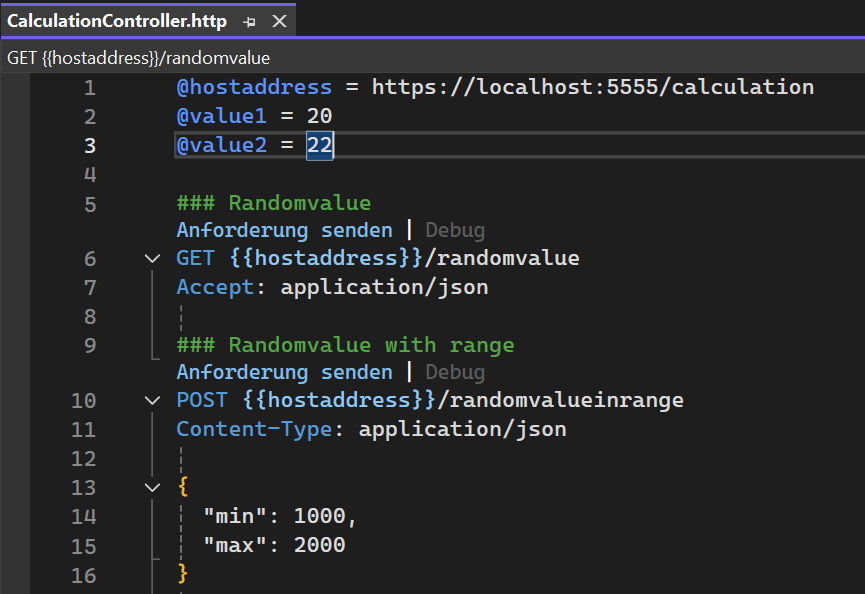 CalculationController.http
GET {{hostaddress}}/randomvalue
1 @hostaddress = https://localhost:5555/calculation
2 @value1 = 20
3 @value2 = 22
4
5 ### Randomvalue
Anforderung senden | Debug
6 GET {{hostaddress}}/randomvalue
7 Accept: application/json
8
9 ### Randomvalue with range
Anforderung senden | Debug
10 POST {{hostaddress}}/randomvalueinrange
11 Content-Type: application/json
12
13 {
14 "min": 1000,
15 "max": 2000
16 }